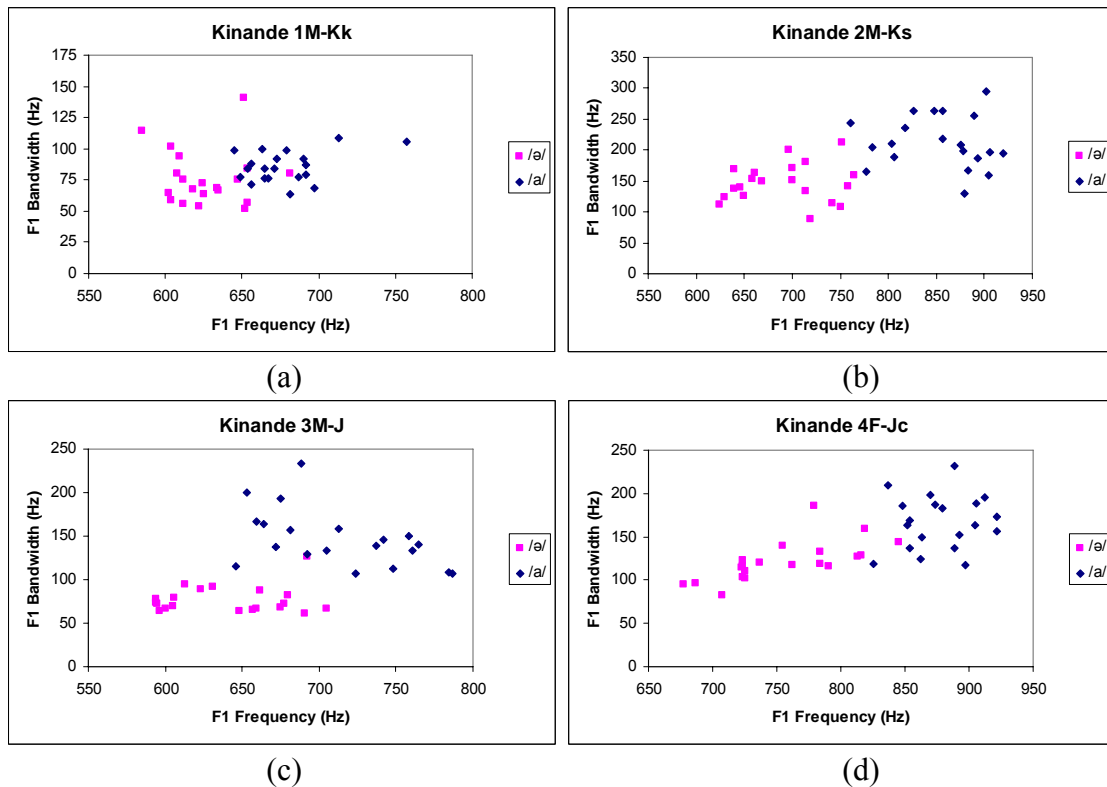 Kinande 1M-Kk
175
150
125
100
75
50
25
0
550 600 650 700 750 800
F1 Bandwidth (Hz)
F1 Frequency (Hz)
/ə/
/a/
(a)
Kinande 2M-Ks
350
300
250
200
150
100
50
0
550 600 650 700 750 800 850 900 950
F1 Bandwidth (Hz)
F1 Frequency (Hz)
/ə/
/a/
(b)
Kinande 3M-J
250
200
150
100
50
0
550 600 650 700 750 800
F1 Bandwidth (Hz)
F1 Frequency (Hz)
/ə/
/a/
(c)
Kinande 4F-Jc
250
200
150
100
50
0
650 700 750 800 850 900 950
F1 Bandwidth (Hz)
F1 Frequency (Hz)
/ə/
/a/
(d)